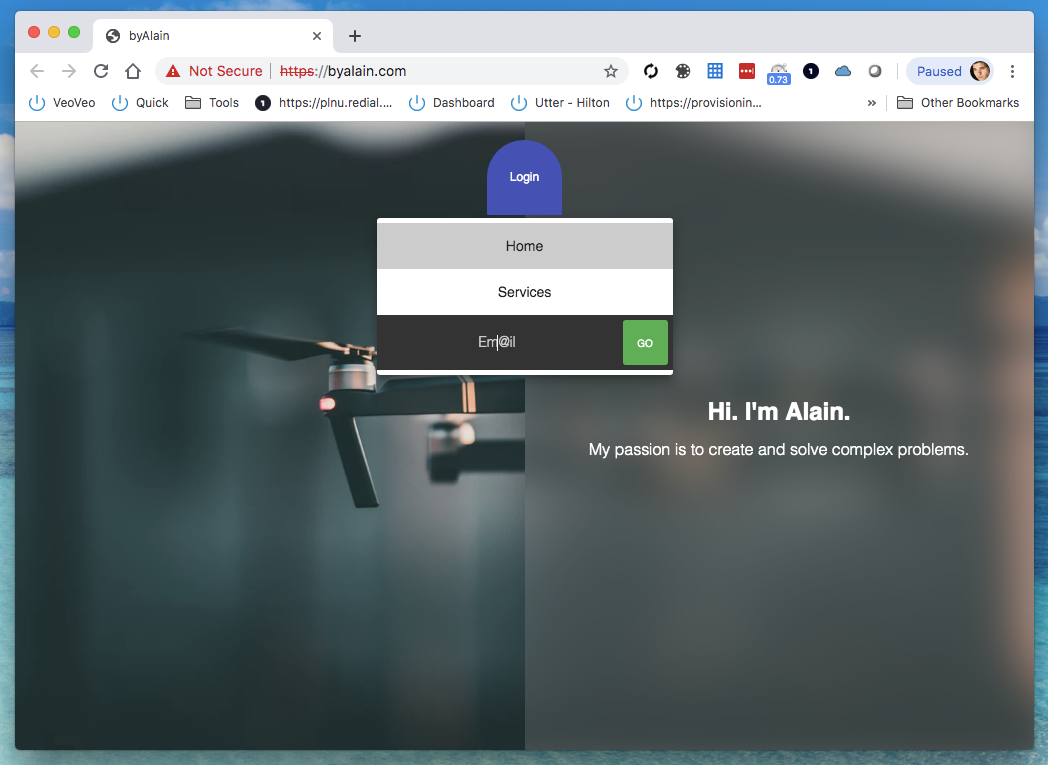 byAlain
Not Secure https://byalain.com
0.73
1
Paused
VeoVeo Quick Tools 1 https://plnu.redial.... Dashboard Utter - Hilton https://provisionin... » Other Bookmarks
Login
Home
Services
Em@il
GO
Hi. I'm Alain.
My passion is to create and solve complex problems.